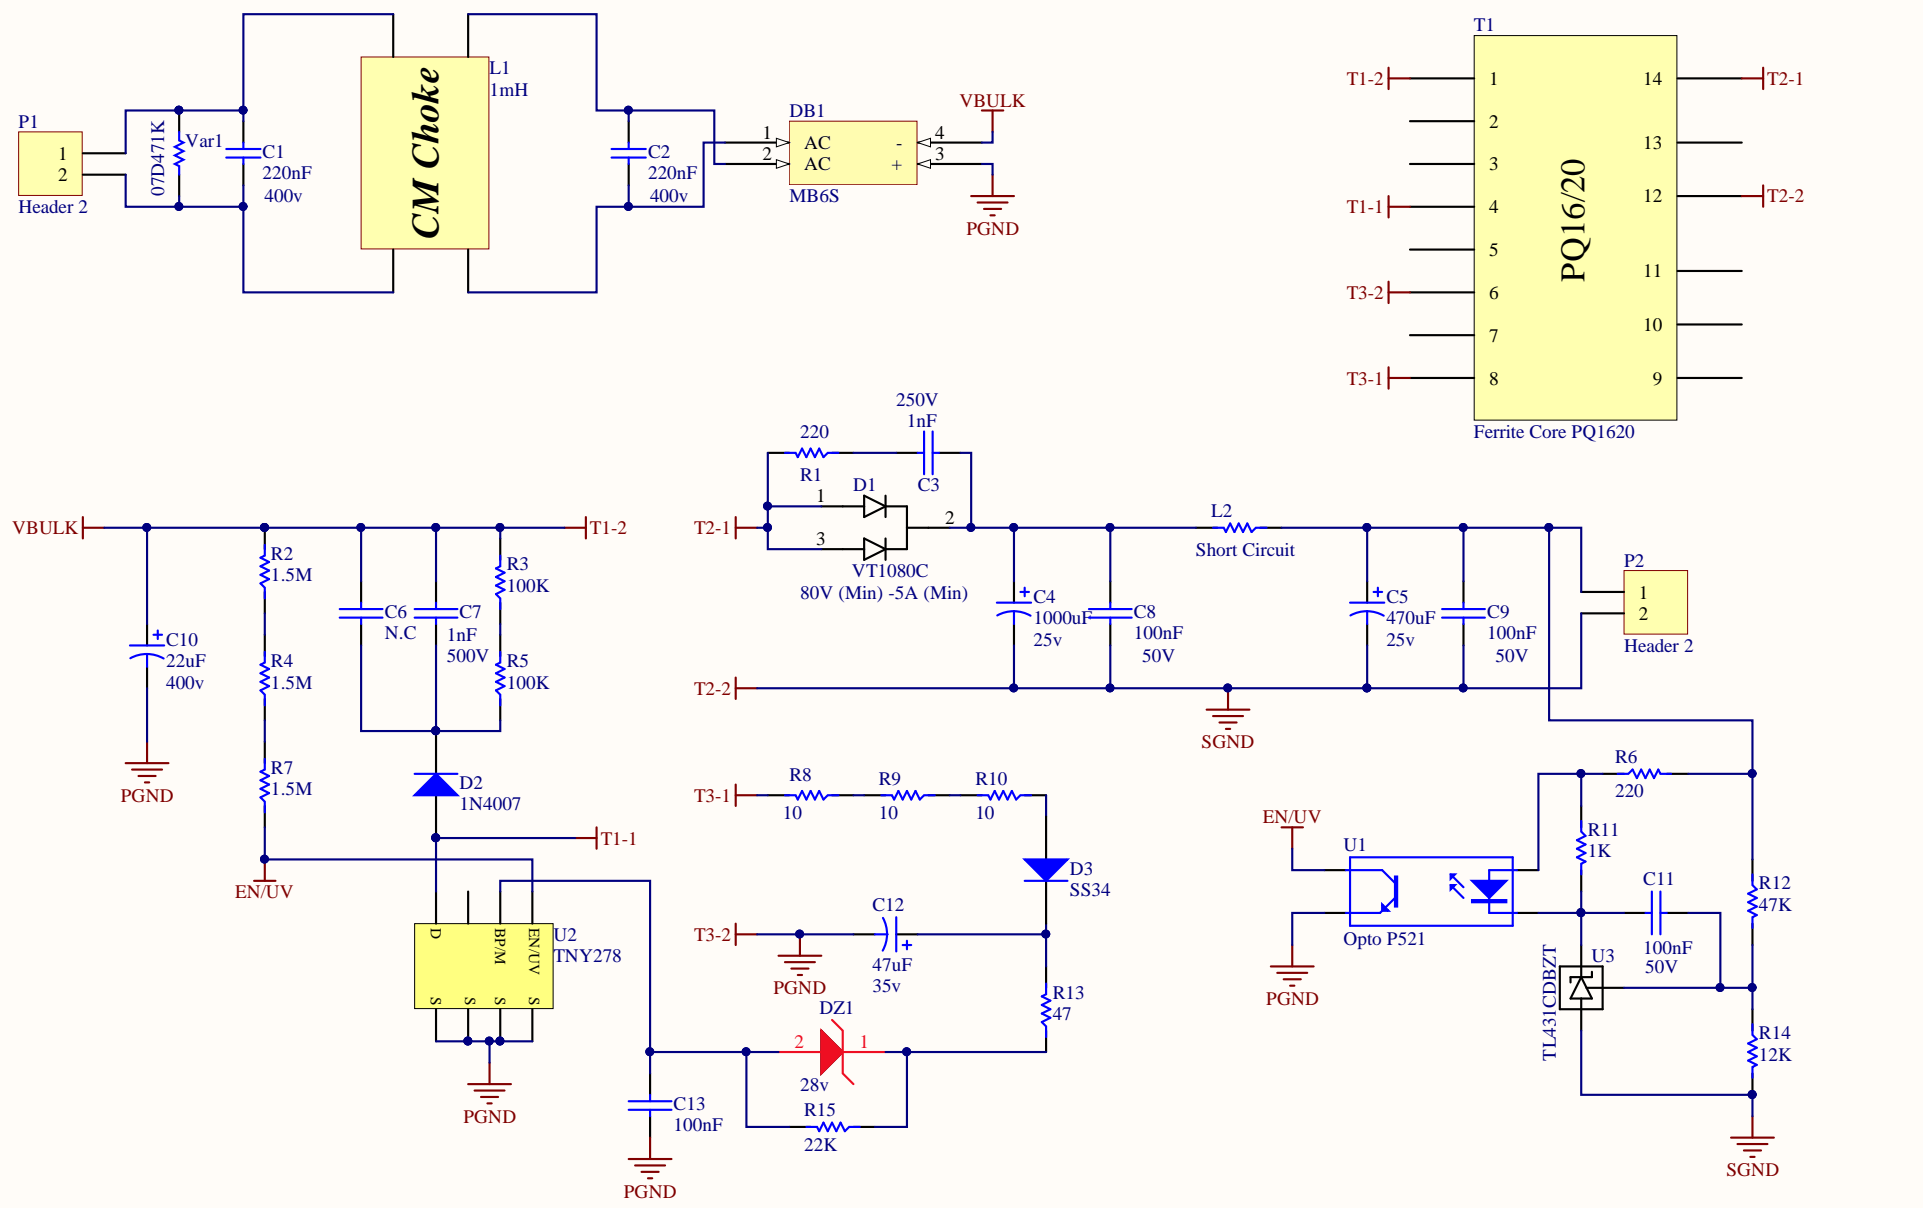 P1
1
2
Header 2
07D471K
Var1
C1
220nF
400v
CM Choke
L1
1mH
C2
220nF
400v
DB1
1
2
AC
AC
-
+
4
3
MB6S
VBULK
PGND
T1
T1-2
T1-1
T3-2
T3-1
1
2
3
4
5
6
7
8
PQ16/20
14
13
12
11
10
9
T2-1
T2-2
Ferrite Core PQ1620
VBULK
T1-2
C10
22uF
400v
PGND
R2
1.5M
R4
1.5M
R7
1.5M
C6
N.C
C7
1nF
500V
R3
100K
R5
100K
D2
1N4007
T1-1
EN/UV
D
BP/M
EN/UV
S
S
S
S
U2
TNY278
PGND
250V
1nF
220
R1
C3
D1
1
3
2
T2-1
VT1080C
80V (Min) -5A (Min)
C4
1000uF
25v
C8
100nF
50V
L2
Short Circuit
C5
470uF
25v
C9
100nF
50V
P2
1
2
Header 2
T2-2
SGND
T3-1
R8
10
R9
10
R10
10
D3
SS34
T3-2
C12
47uF
35v
PGND
R13
47
DZ1
2
1
28v
R15
22K
C13
100nF
PGND
EN/UV
U1
Opto P521
PGND
R6
220
R11
1K
C11
100nF
50V
R12
47K
U3
TL431CDBZT
R14
12K
SGND